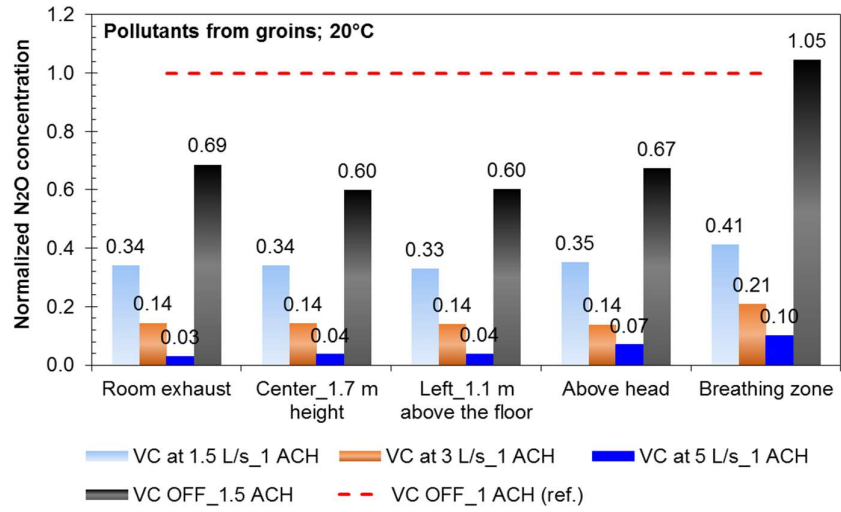 Pollutants from groins; 20°C
Normalized N2O concentration
1.2
1.0
0.8
0.6
0.4
0.2
0.0
0.34
0.14
0.03
0.69
0.34
0.14
0.04
0.60
0.33
0.14
0.04
0.60
0.35
0.14
0.07
0.67
0.41
0.21
0.10
1.05
Room exhaust
Center_1.7 m
height
Left_1.1 m
above the floor
Above head
Breathing zone
VC at 1.5 L/s_1 ACH
VC at 3 L/s_1 ACH
VC at 5 L/s_1 ACH
VC OFF_1.5 ACH
VC OFF_1 ACH (ref.)